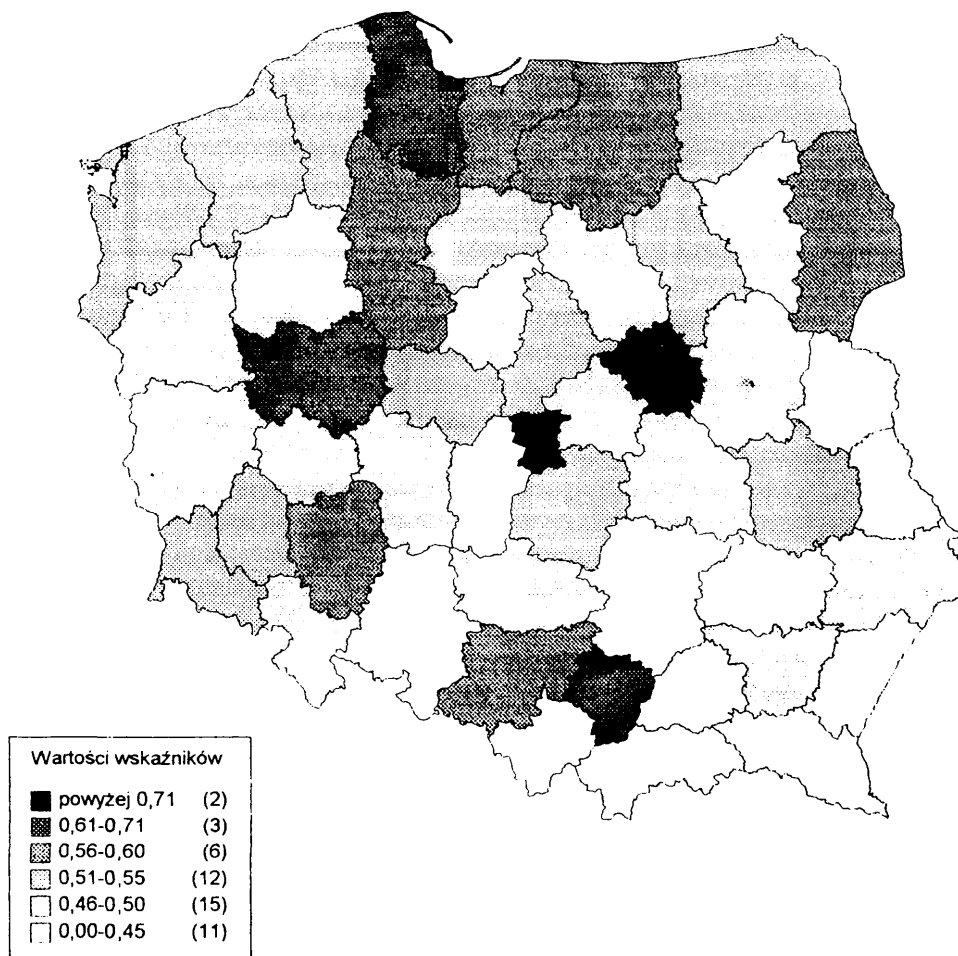 Wartości wskaźników
powyżej 0,71 (2)
0,61-0,71 (3)
0,56-0,60 (6)
0,51-0,55 (12)
0,46-0,50 (15)
0,00-0,45 (11)